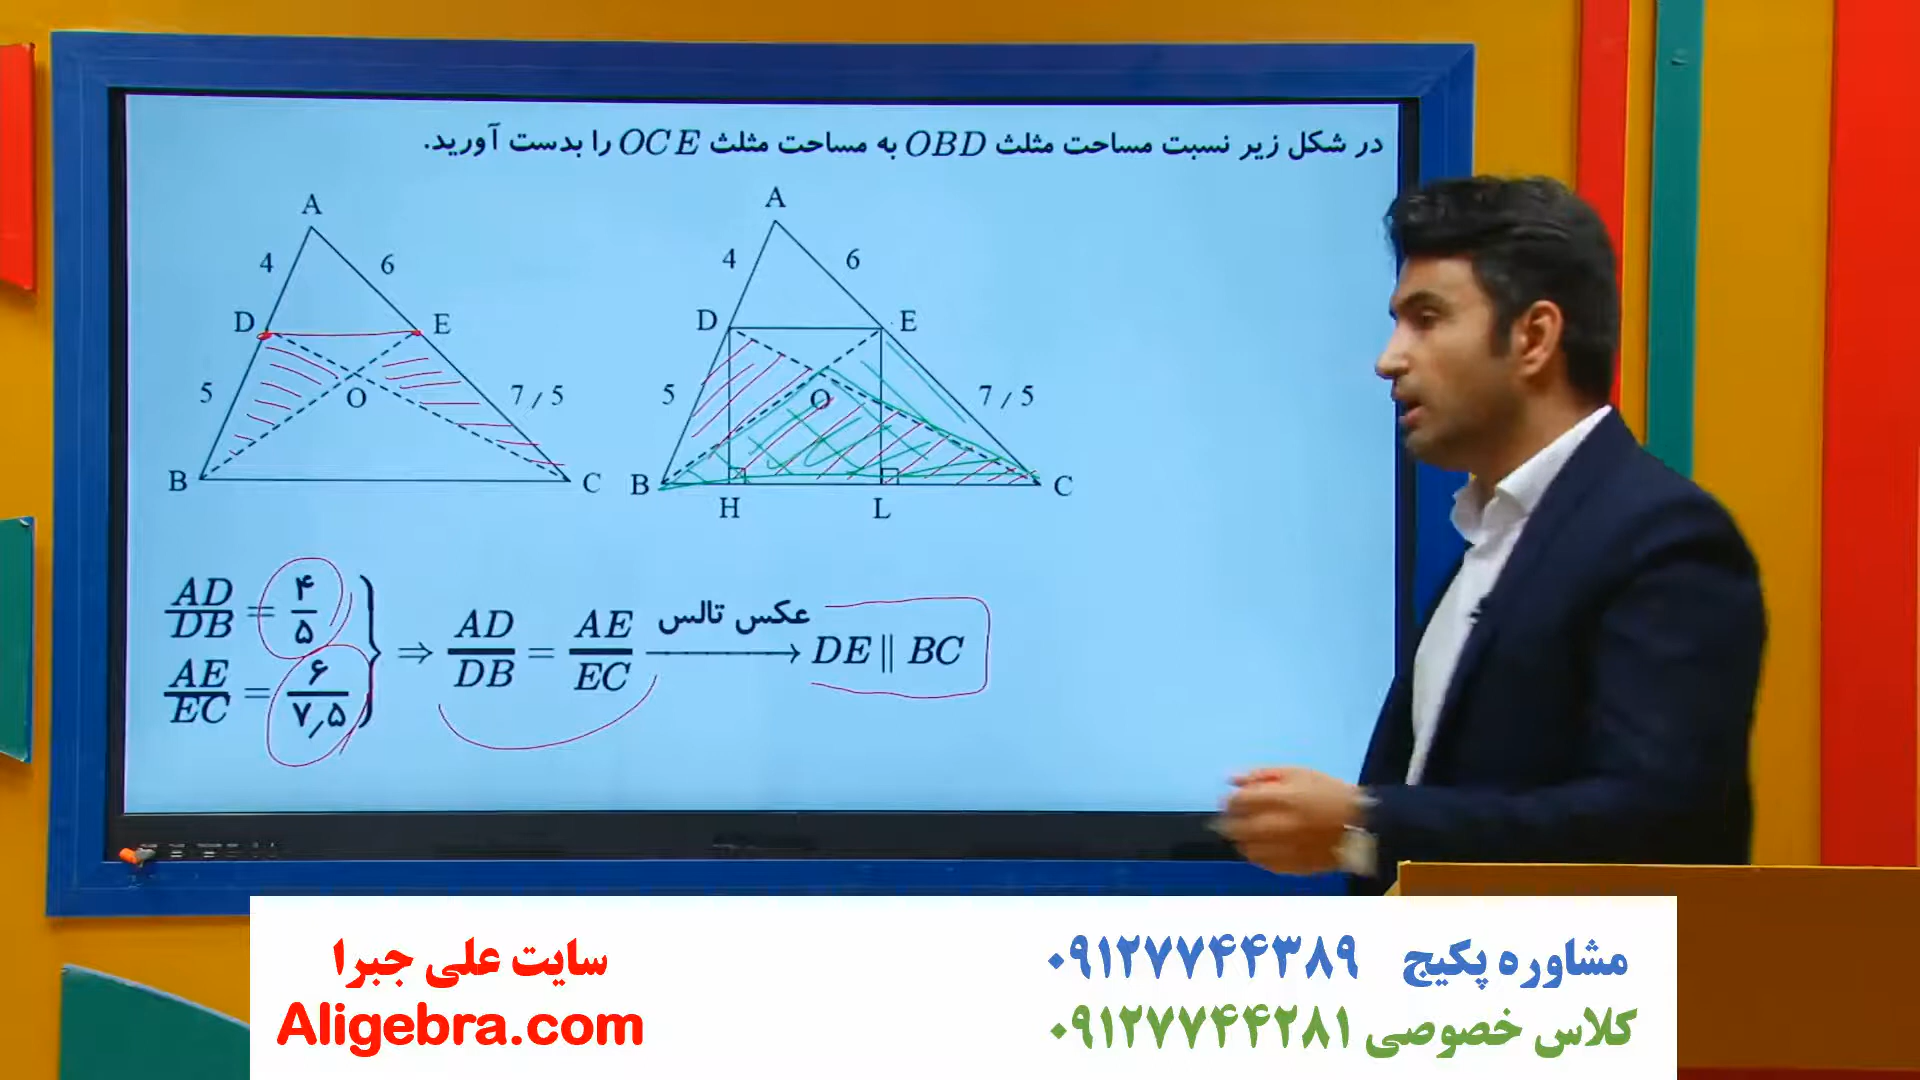 در شکل زیر نسبت مساحت مثلث OBD به مساحت مثلث OCE را بدست آورید.
A
4
6
D
E
5
O
7/5
B
C
A
4
6
D
E
5
O
7/5
B
C
H
L
AD/DB = ۴/۵
AE/EC = ۶/۷٫۵
⇒ AD/DB = AE/EC
عکس تالس
DE ∥ BC
سایت علی جبرا
Aligebra.com
مشاوره پکیج ۰۹۱۲۷۷۴۴۳۸۹
کلاس خصوصی ۰۹۱۲۷۷۴۴۲۸۱